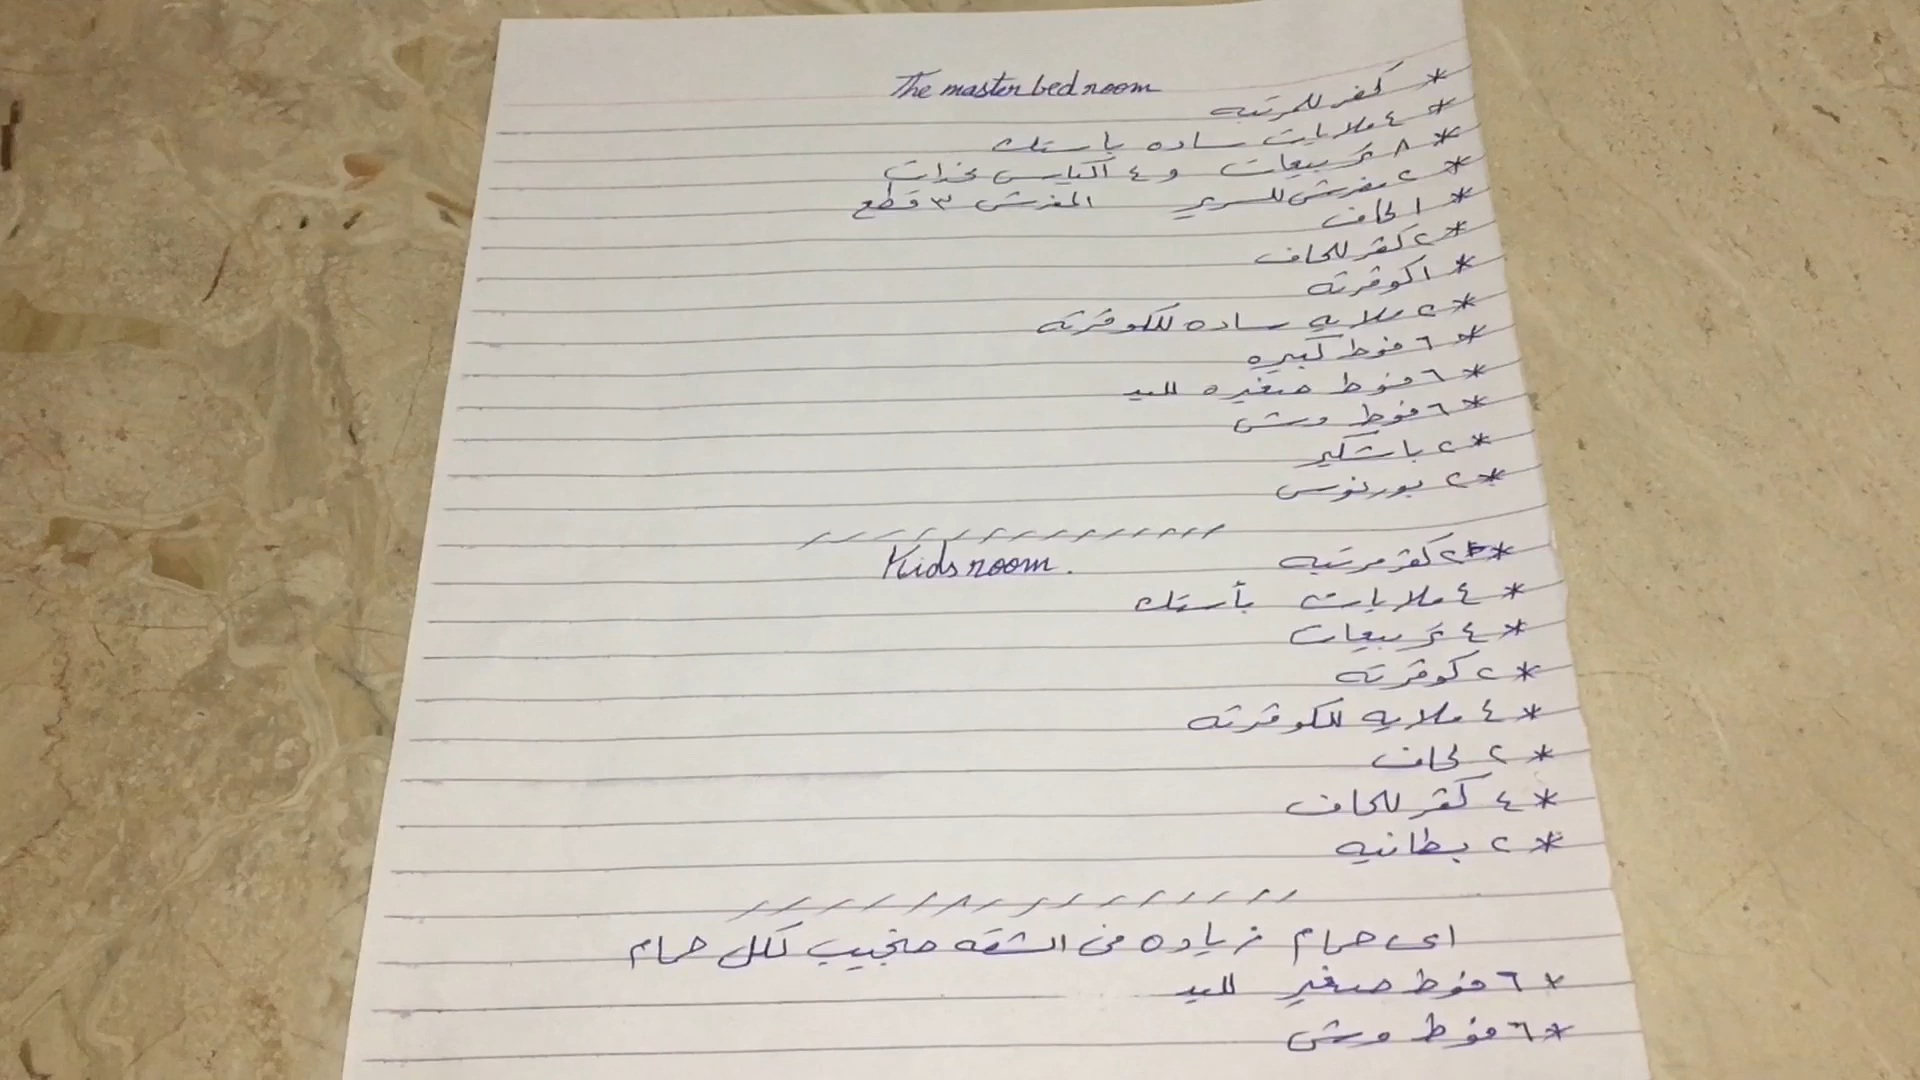 The master bed room
* كفر للمرتبه
* ٤ ملايات ساده باستك
* ٨ تربيعات و ٤ اكياس مخدات
* ٢ مفرش للسرير المفرش ٣ قطع
* ١ لحاف
* ٢ كفر للحاف
* ١ كوفرته
* ٢ ملايه ساده للكوفرته
* ٦ فوط كبيره
* ٦ فوط صغيره لليد
* ٦ فوط وش
* ٢ باشكير
* ٢ بورنوس
Kids room.
* ٢ كفر مرتبه
* ٤ ملايات بأستك
* ٤ تربيعات
* ٢ كوفرته
* ٤ ملايه للكوفرته
* ٢ لحاف
* ٤ كفر للحاف
* ٢ بطانيه
اى حمام زياده فى الشقه هنجيب لكل حمام
* ٦ فوط صغير لليد
* ٦ فوط وش